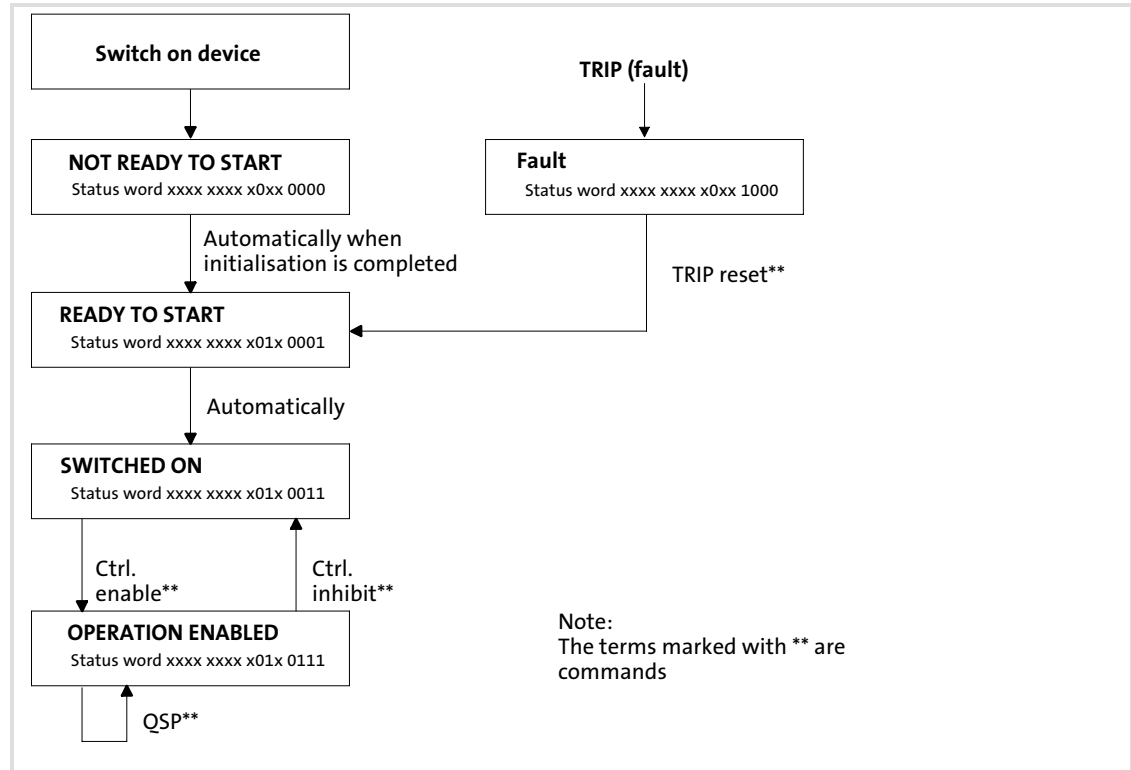 Switch on device
TRIP (fault)
NOT READY TO START
Status word xxxx xxxx x0xx 0000
Fault
Status word xxxx xxxx x0xx 1000
Automatically when
initialisation is completed
TRIP reset**
READY TO START
Status word xxxx xxxx x01x 0001
Automatically
SWITCHED ON
Status word xxxx xxxx x01x 0011
Ctrl.
enable**
Ctrl.
inhibit**
OPERATION ENABLED
Status word xxxx xxxx x01x 0111
QSP**
Note:
The terms marked with ** are
commands